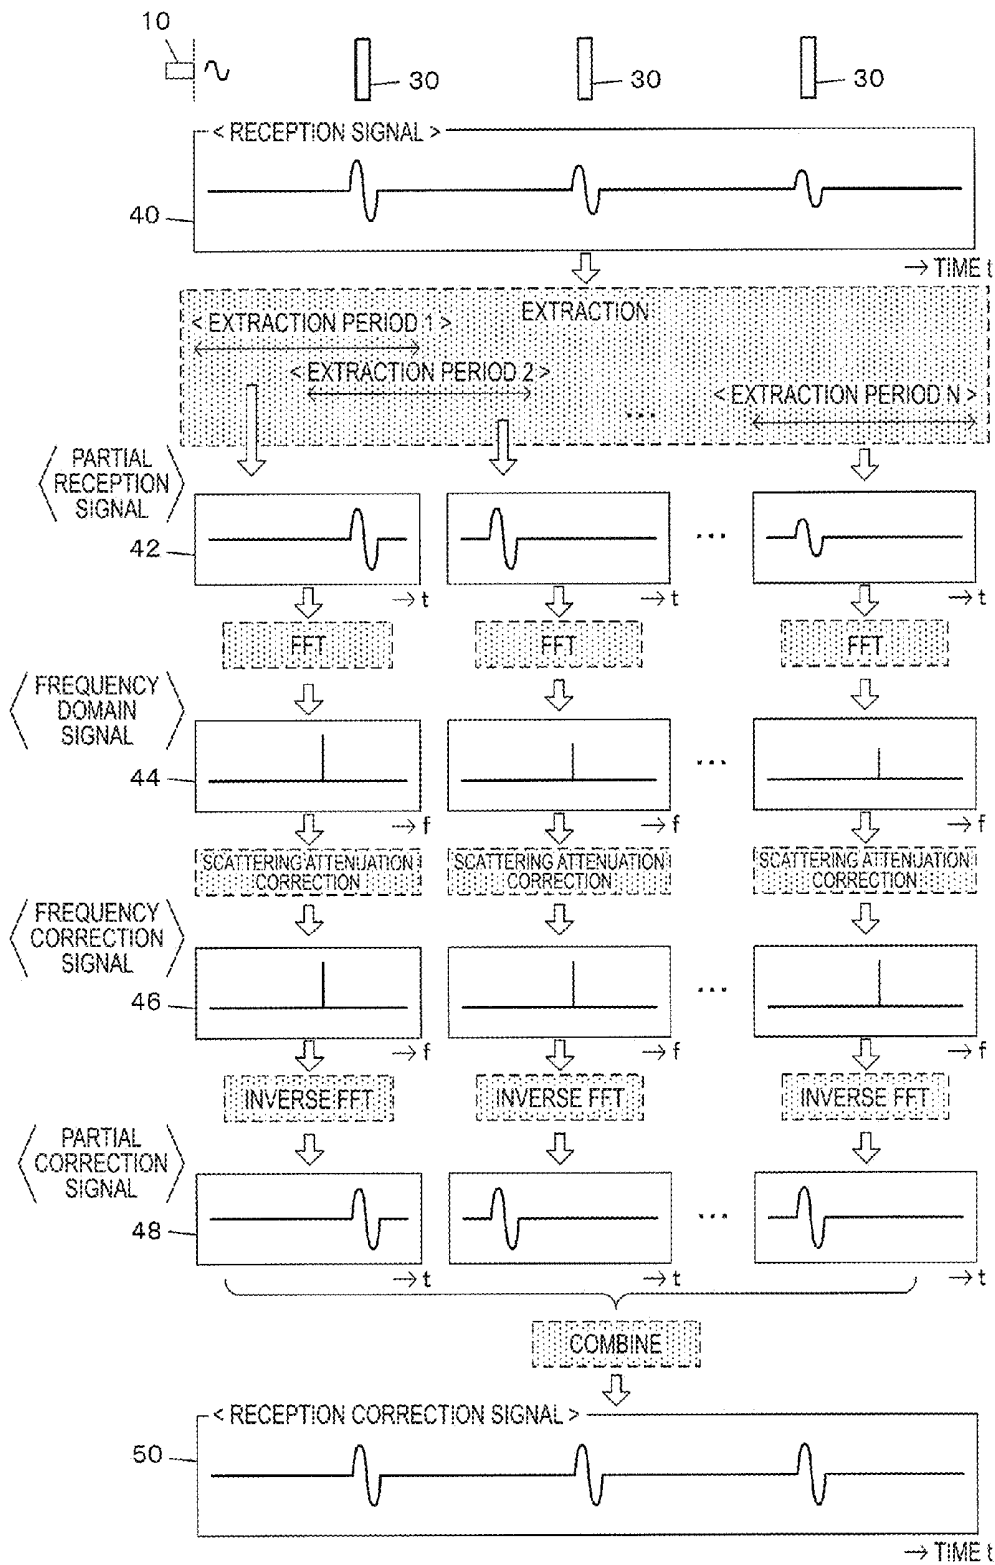 10
30
30
30
< RECEPTION SIGNAL >
40
→ TIME t
EXTRACTION
< EXTRACTION PERIOD 1 >
< EXTRACTION PERIOD 2 >
...
< EXTRACTION PERIOD N >
PARTIAL
RECEPTION
SIGNAL
42
...
→ t
→ t
→ t
FFT
FFT
FFT
FREQUENCY
DOMAIN
SIGNAL
44
...
→ f
→ f
→ f
SCATTERING ATTENUATION
CORRECTION
SCATTERING ATTENUATION
CORRECTION
SCATTERING ATTENUATION
CORRECTION
FREQUENCY
CORRECTION
SIGNAL
46
...
→ f
→ f
→ f
INVERSE FFT
INVERSE FFT
INVERSE FFT
PARTIAL
CORRECTION
SIGNAL
48
...
→ t
→ t
→ t
COMBINE
< RECEPTION CORRECTION SIGNAL >
50
→ TIME t